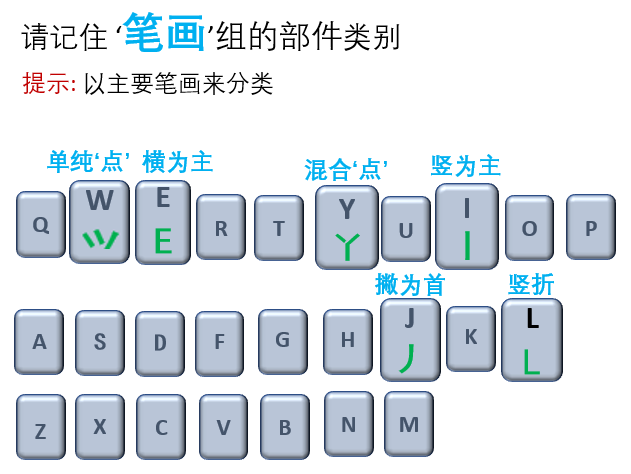 请记住 ‘笔画’组的部件类别
提示: 以主要笔画来分类
单纯‘点’ 横为主 混合‘点’ 竖为主
Q W E R T Y U I O P
⺍ E 丫 丨
撇为首 竖折
A S D F G H J K L
丿 L
Z X C V B N M